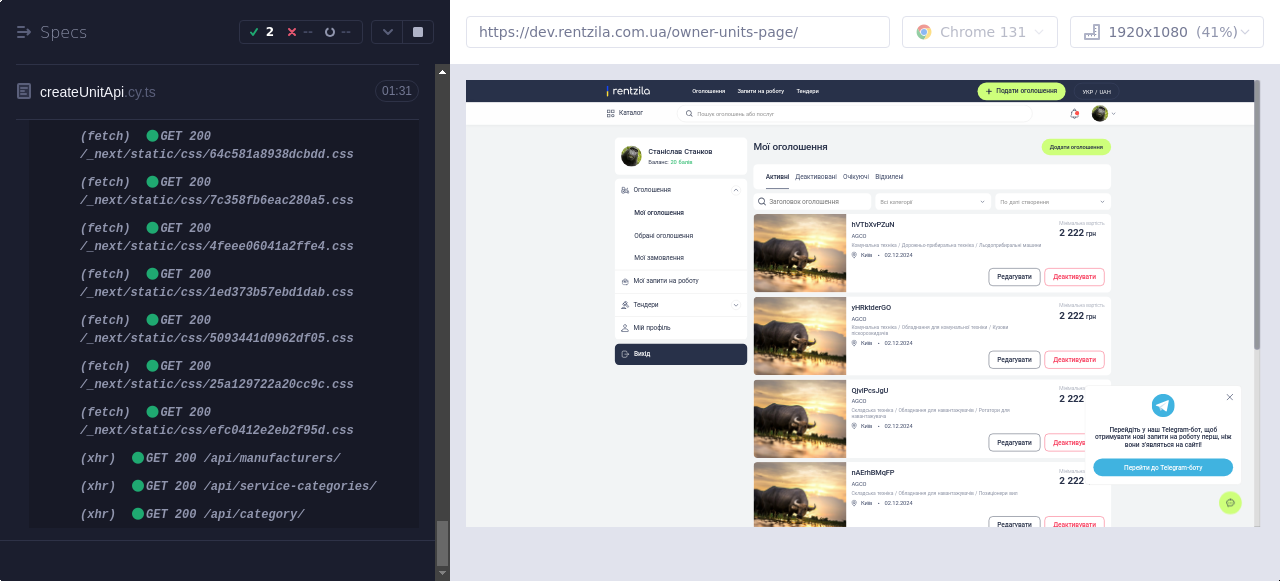 Specs
2
--
--
https://dev.rentzila.com.ua/owner-units-page/
Chrome 131
1920x1080 (41%)
createUnitApi.cy.ts
01:31
(fetch) GET 200
/_next/static/css/64c581a8938dcbdd.css
(fetch) GET 200
/_next/static/css/7c358fb6eac280a5.css
(fetch) GET 200
/_next/static/css/4feee06041a2ffe4.css
(fetch) GET 200
/_next/static/css/1ed373b57ebd1dab.css
(fetch) GET 200
/_next/static/css/5093441d0962df05.css
(fetch) GET 200
/_next/static/css/25a129722a20cc9c.css
(fetch) GET 200
/_next/static/css/efc0412e2eb2f95d.css
(xhr) GET 200 /api/manufacturers/
(xhr) GET 200 /api/service-categories/
(xhr) GET 200 /api/category/
rentzila
Оголошення
Запити на роботу
Тендери
Подати оголошення
УКР / UAH
Каталог
Пошук оголошень або послуг
Станіслав Станков
Баланс: 20 балів
Оголошення
Мої оголошення
Обрані оголошення
Мої замовлення
Мої запити на роботу
Тендери
Мій профіль
Вихід
Мої оголошення
Додати оголошення
Активні
Деактивовані
Очікуючі
Відхилені
Заголовок оголошення
Всі категорії
По даті створення
hVTbXvPZuN
AGCO
Комунальна техніка / Дорожньо-прибиральна техніка / Льодоприбиральні машини
Київ • 02.12.2024
Мінімальна вартість
2 222 грн
Редагувати
Деактивувати
yHRktderGO
AGCO
Комунальна техніка / Обладнання для комунальної техніки / Кузови
піскорозкидачів
Київ • 02.12.2024
Мінімальна вартість
2 222 грн
Редагувати
Деактивувати
QjviPcsJgU
AGCO
Складська техніка / Обладнання для навантажувачів / Ротатори для
навантажувача
Київ • 02.12.2024
2 222
Редагувати
nAErhBMqFP
AGCO
Складська техніка / Обладнання для навантажувачів / Позиціонери вил
Київ • 02.12.2024
2 222
Редагувати
Деактивувати
Перейдіть у наш Telegram-бот, щоб
отримувати нові запити на роботу перш, ніж
вони з'являться на сайті!
Перейти до Telegram-боту